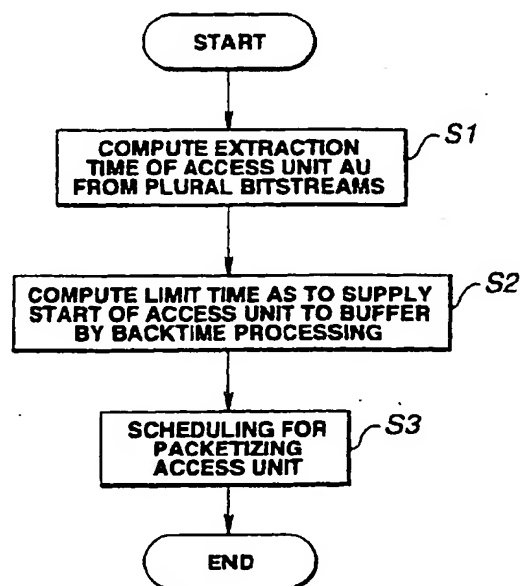 START
COMPUTE EXTRACTION
TIME OF ACCESS UNIT AU
FROM PLURAL BITSTREAMS
S1
COMPUTE LIMIT TIME AS TO SUPPLY
START OF ACCESS UNIT TO BUFFER
BY BACKTIME PROCESSING
S2
SCHEDULING FOR
PACKETIZING
ACCESS UNIT
S3
END